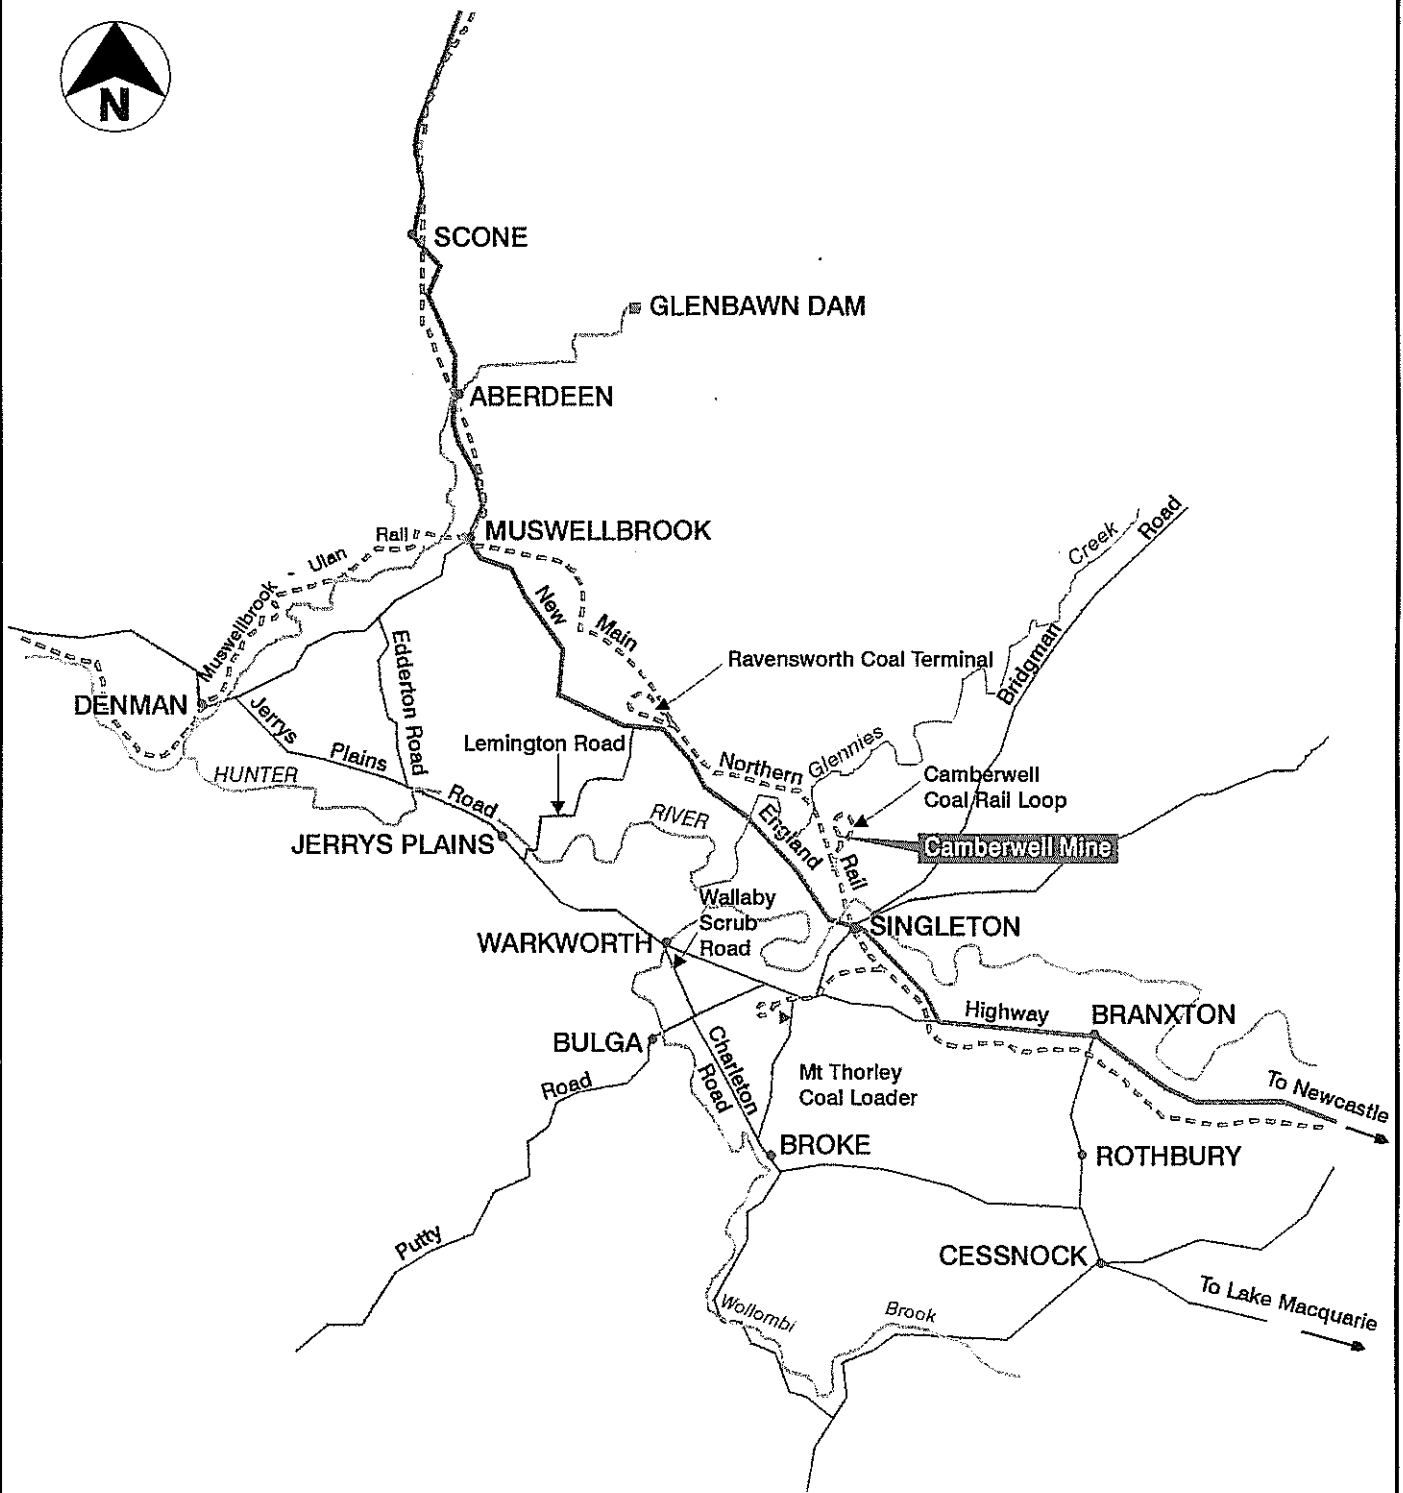 N
SCONE
GLENBAWN DAM
ABERDEEN
MUSWELLBROOK
Muswellbrook - Ulan Rail
Creek
Bridgman Road
New
Main
Edderton Road
Ravensworth Coal Terminal
DENMAN
Jerrys Plains Road
Lemington Road
HUNTER
Northern
Glennies
Camberwell
Coal Rail Loop
RIVER
England
Camberwell Mine
JERRYS PLAINS
Rail
Wallaby
Scrub
Road
SINGLETON
WARKWORTH
Highway
BRANXTON
BULGA
Charleton
Road
Mt Thorley
Coal Loader
To Newcastle
Road
BROKE
ROTHBURY
Putty
CESSNOCK
To Lake Macquarie
Wollombi
Brook